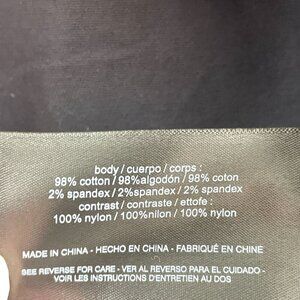 body / cuerpo / corps :
98% cotton / 98%algodón / 98% coton
2% spandex / 2%spandex / 2% spandex
contrast / contraste / ettofe :
100% nylon / 100%nilon / 100% nylon
MADE IN CHINA - HECHO EN CHINA - FABRIQUÉ EN CHINE
SEE REVERSE FOR CARE - VER AL REVERSO PARA EL CUIDADO -
VOIR LES INSTRUCTIONS D'ENTRETIEN AU DOS